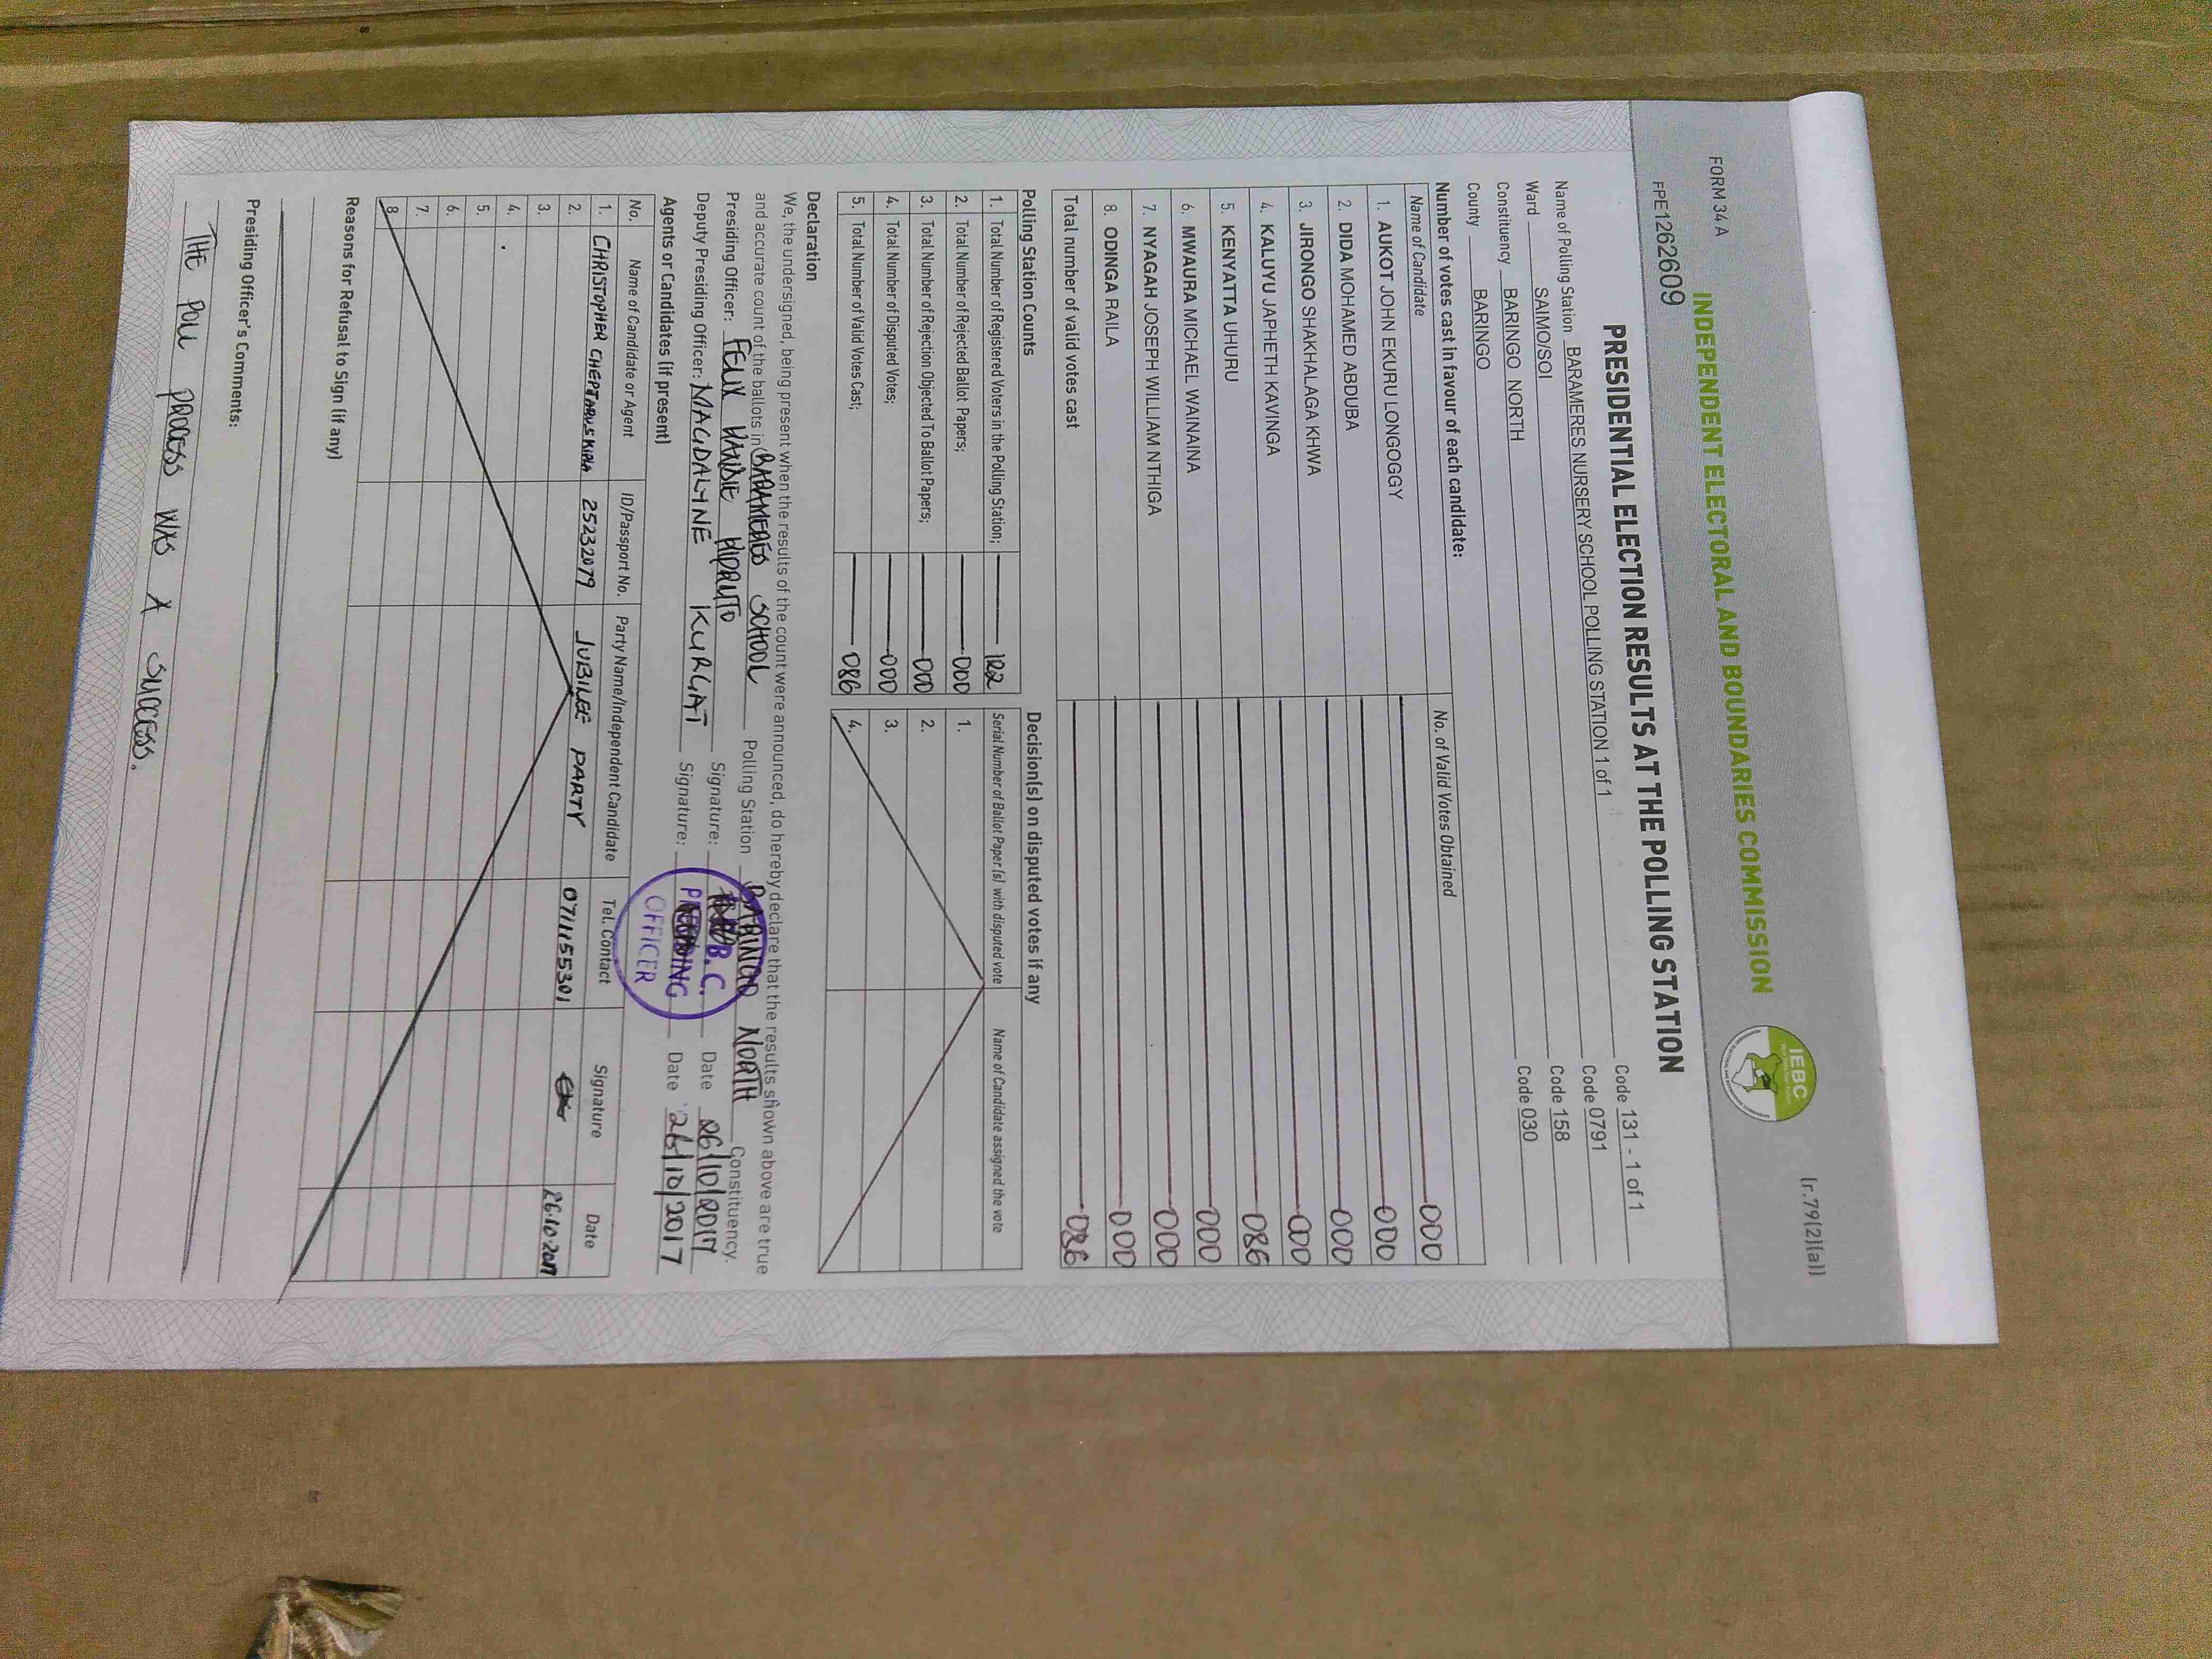 FORM 34 A
(r.79(2)(a))
INDEPENDENT ELECTORAL AND BOUNDARIES COMMISSION
IEBC
FPE1262609
PRESIDENTIAL ELECTION RESULTS AT THE POLLING STATION
Name of Polling Station BARAMERES NURSERY SCHOOL POLLING STATION 1 of 1 Code 131 - 1 of 1
Ward SAIMO/SOI Code 0791
Constituency BARINGO NORTH Code 158
County BARINGO Code 030
Number of votes cast in favour of each candidate:
Name of Candidate No. of Valid Votes Obtained
1. AUKOT JOHN EKURU LONGOGGY 000
2. DIDA MOHAMED ABDUBA 000
3. JIRONGO SHAKHALAGA KHWA 000
4. KALUYU JAPHETH KAVINGA 000
5. KENYATTA UHURU 086
6. MWAURA MICHAEL WAINAINA 000
7. NYAGAH JOSEPH WILLIAM NTHIGA 000
8. ODINGA RAILA 000
Total number of valid votes cast 086
Polling Station Counts
1. Total Number of Registered Voters in the Polling Station; 122
2. Total Number of Rejected Ballot Papers; 000
3 Total Number of Rejection Objected To Ballot Papers; 000
4. Total Number of Disputed Votes; 000
5. Total Number of Valid Votes Cast; 086
Decision(s) on disputed votes if any
Serial Number of Ballot Paper (s) with disputed vote Name of Candidate assigned the vote
1.
2.
3.
4.
Declaration
We, the undersigned, being present when the results of the count were announced, do hereby declare that the results shown above are true
and accurate count of the ballots in BARAMERES SCHOOL Polling Station BARINGO NORTH Constituency.
Presiding Officer: FELIX Signature: Date 26/10/2017
Deputy Presiding Officer: MAGDALYNE KURGAT Signature: Date 26/10/2017
PRESIDING
OFFICER
Agents or Candidates (if present)
No. Name of Candidate or Agent ID/Passport No. Party Name/Independent Candidate Tel. Contact Signature Date
1. CHRISTOPHER 25232079 JUBILEE PARTY 0711155301 26.10.2017
2.
3.
4.
5
6.
7.
8.
Reasons for Refusal to Sign (if any)
Presiding Officer's Comments:
THE POLL PROCESS WAS A SUCCESS.